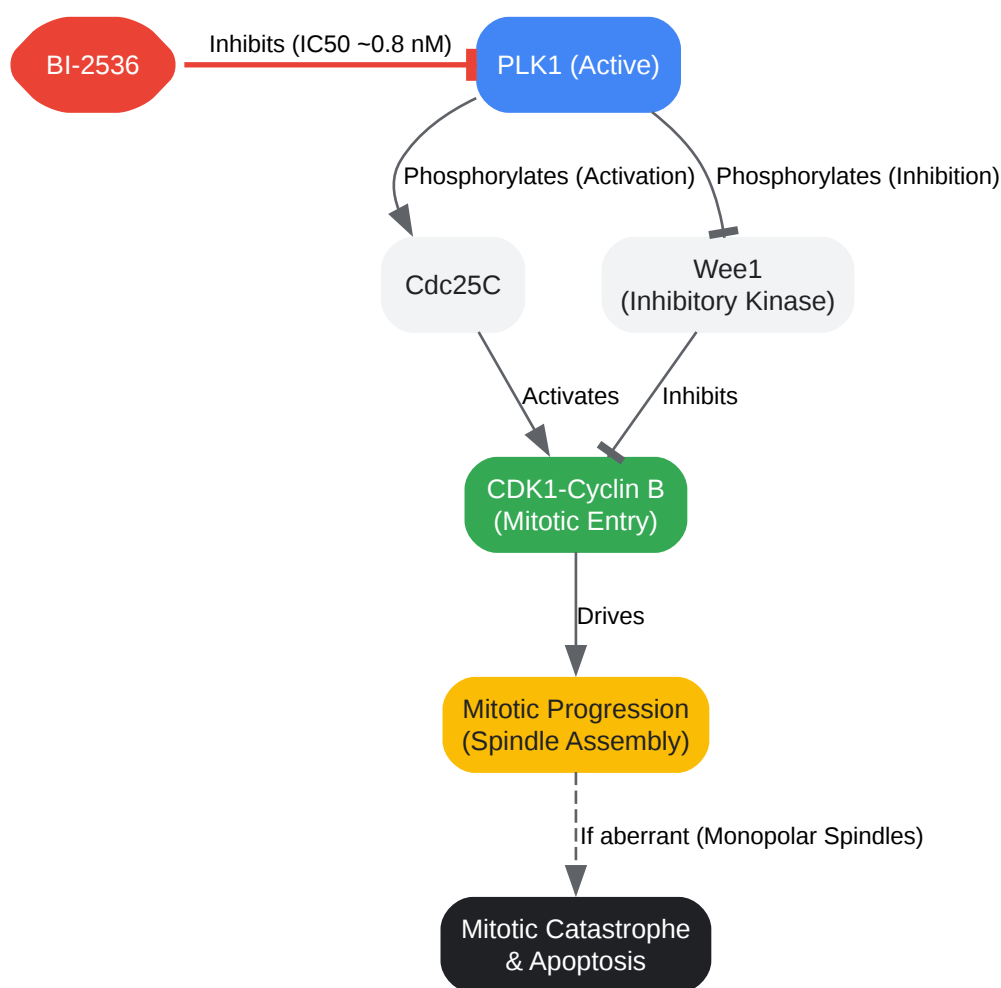 BI-2536
Inhibits (IC50 ~0.8 nM)
PLK1 (Active)
Phosphorylates (Activation)
Phosphorylates (Inhibition)
Cdc25C
Wee1
(Inhibitory Kinase)
Activates
Inhibits
CDK1-Cyclin B
(Mitotic Entry)
Drives
Mitotic Progression
(Spindle Assembly)
If aberrant (Monopolar Spindles)
Mitotic Catastrophe
& Apoptosis